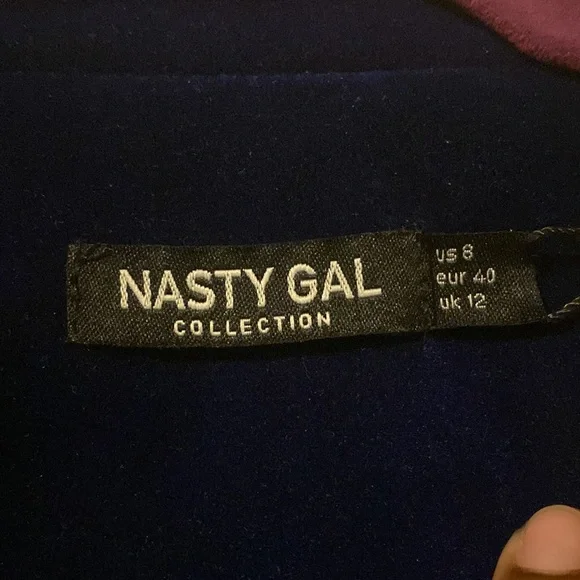 NASTY GAL
COLLECTION
us 8
eur 40
uk 12